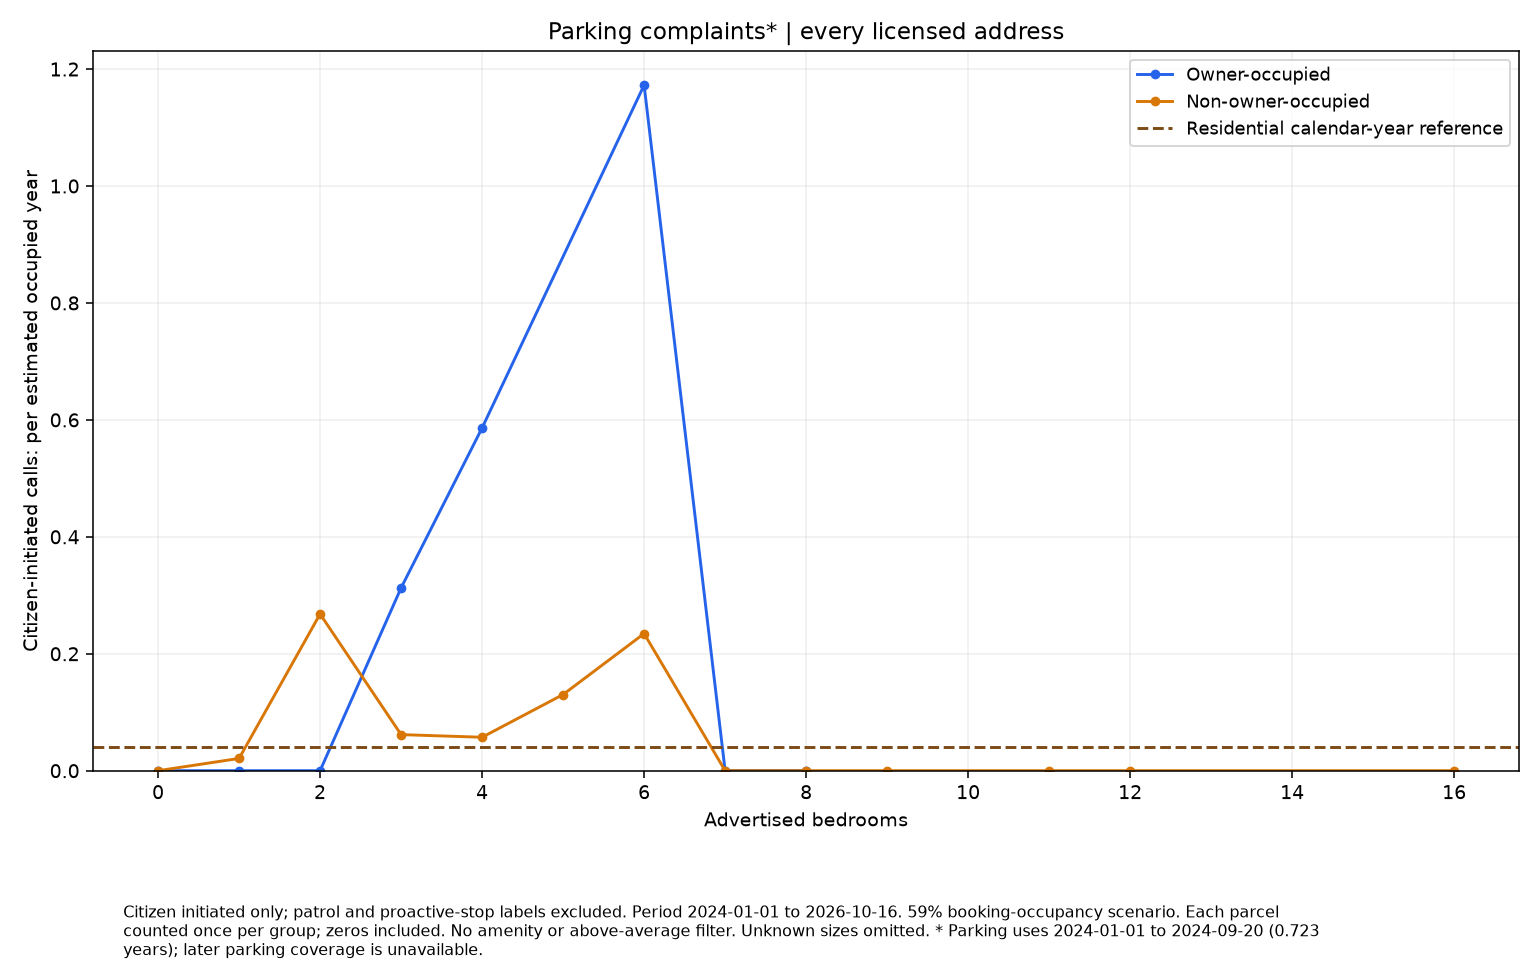 Parking complaints* | every licensed address
Owner-occupied
Non-owner-occupied
Residential calendar-year reference
Citizen-initiated calls: per estimated occupied year
1.2
1.0
0.8
0.6
0.4
0.2
0.0
0 2 4 6 8 10 12 14 16
Advertised bedrooms
Citizen initiated only; patrol and proactive-stop labels excluded. Period 2024-01-01 to 2026-10-16. 59% booking-occupancy scenario. Each parcel
counted once per group; zeros included. No amenity or above-average filter. Unknown sizes omitted. * Parking uses 2024-01-01 to 2024-09-20 (0.723
years); later parking coverage is unavailable.